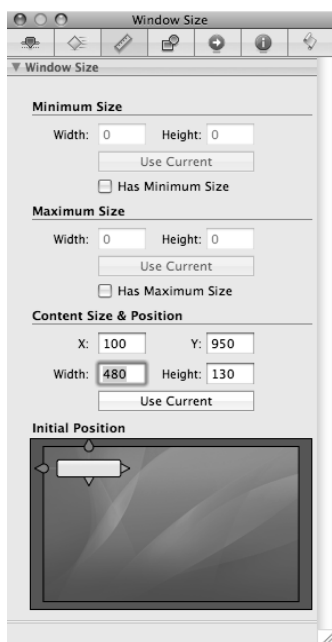 Window Size
Window Size
Minimum Size
Width: 0 Height: 0
Use Current
Has Minimum Size
Maximum Size
Width: 0 Height: 0
Use Current
Has Maximum Size
Content Size & Position
X: 100 Y: 950
Width: 480 Height: 130
Use Current
Initial Position